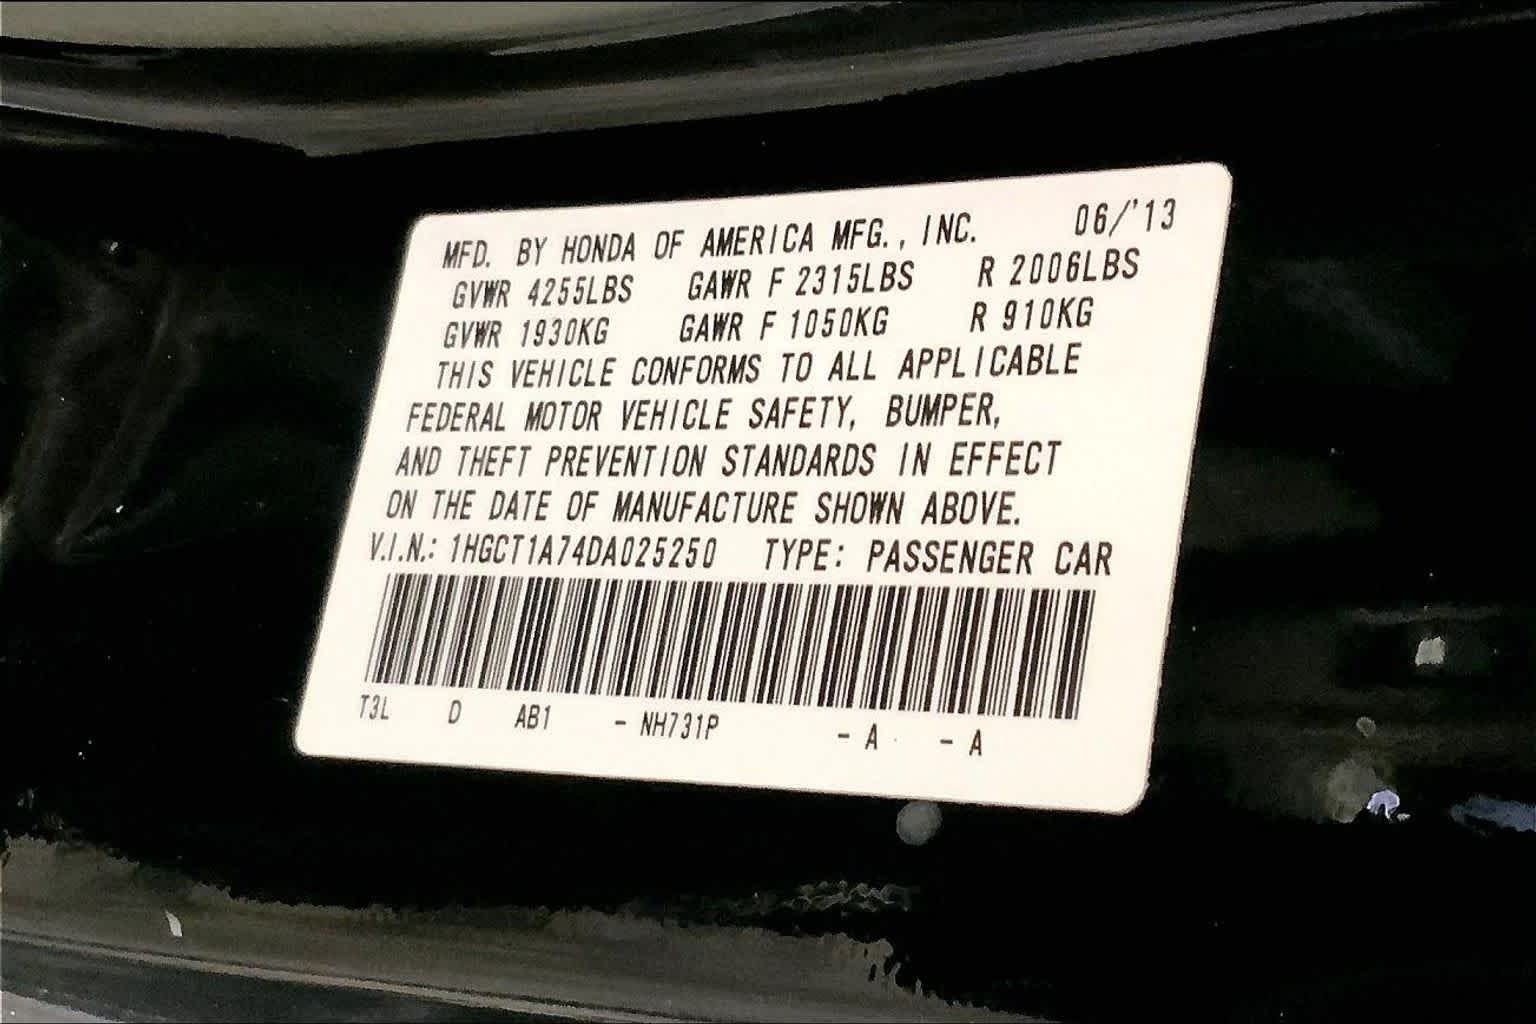 MFD. BY HONDA OF AMERICA MFG., INC. 06/'13
GVWR 4255LBS GAWR F 2315LBS R 2006LBS
GVWR 1930KG GAWR F 1050KG R 910KG
THIS VEHICLE CONFORMS TO ALL APPLICABLE
FEDERAL MOTOR VEHICLE SAFETY, BUMPER,
AND THEFT PREVENTION STANDARDS IN EFFECT
ON THE DATE OF MANUFACTURE SHOWN ABOVE.
V.I.N.: 1HGCT1A74DA025250 TYPE: PASSENGER CAR
T3L D AB1 - NH731P - A - A